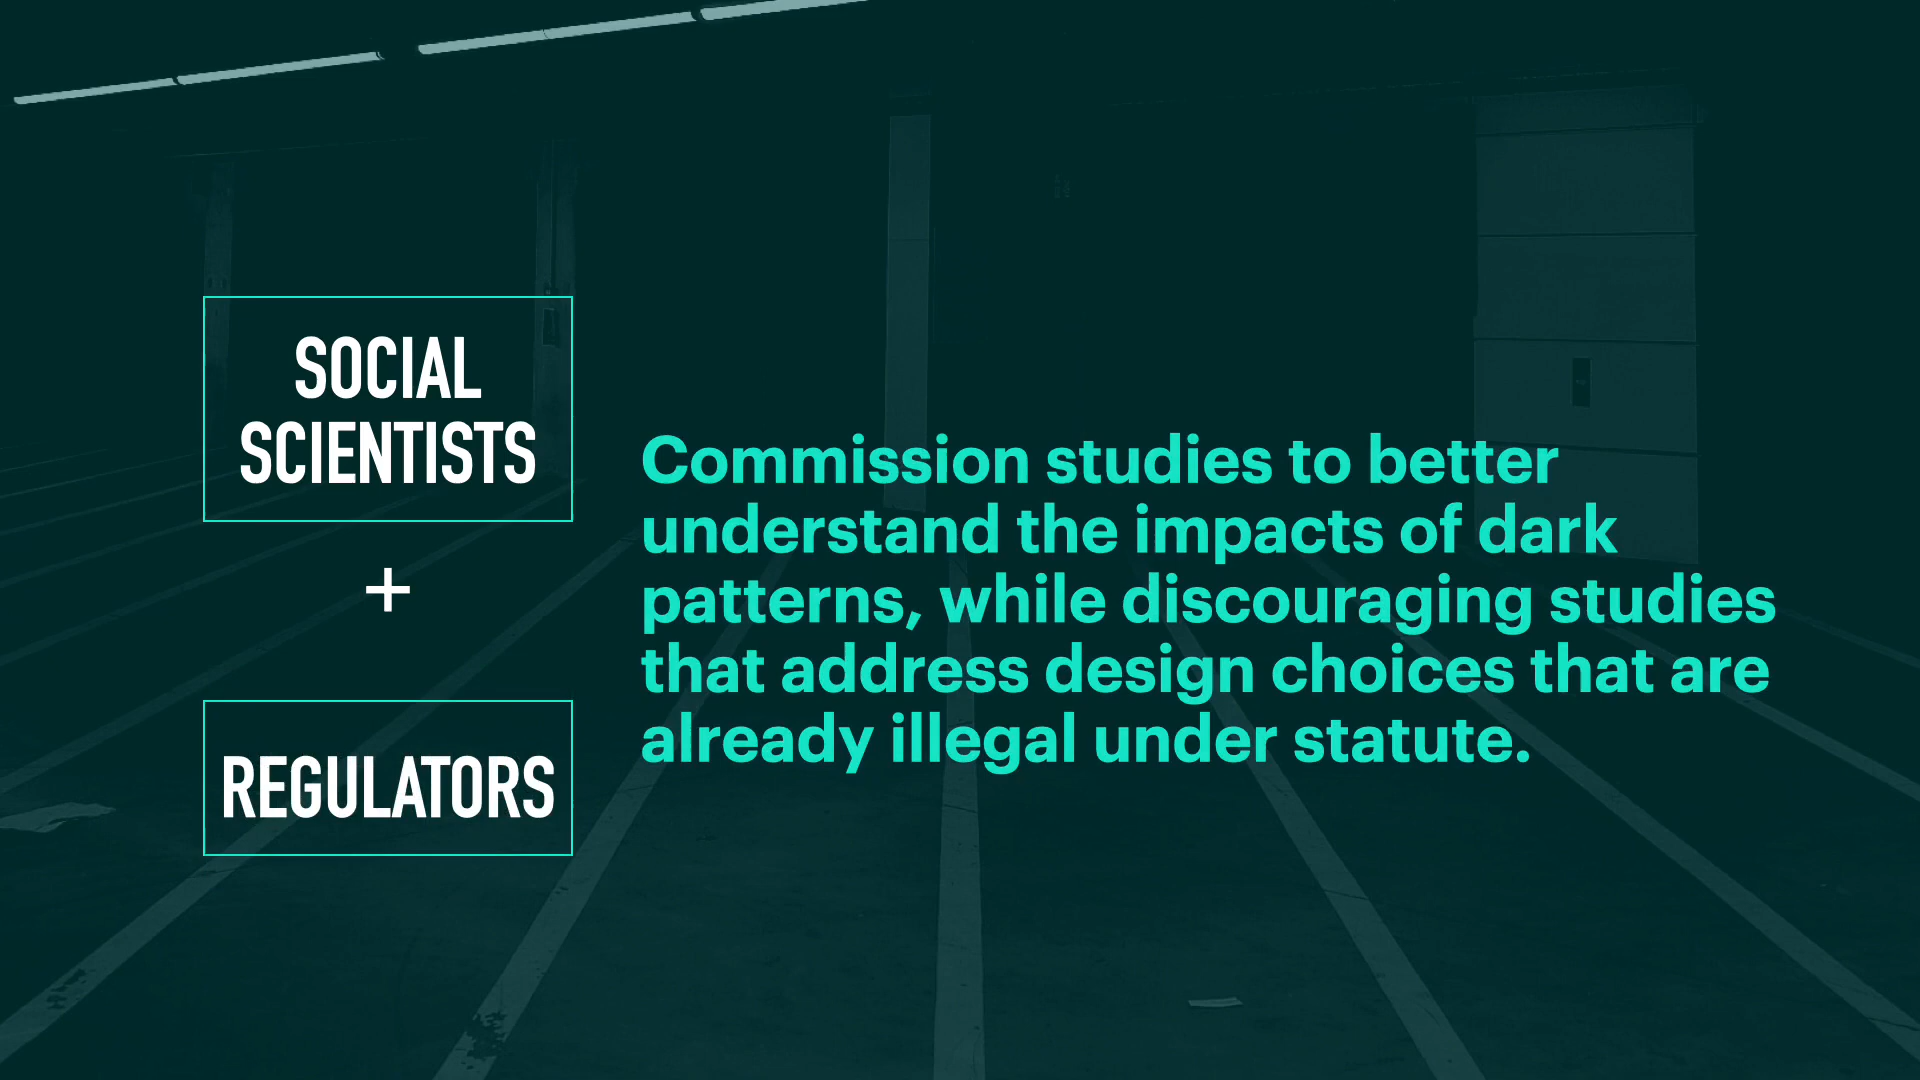 SOCIAL
SCIENTISTS
+
REGULATORS
Commission studies to better
understand the impacts of dark
patterns, while discouraging studies
that address design choices that are
already illegal under statute.